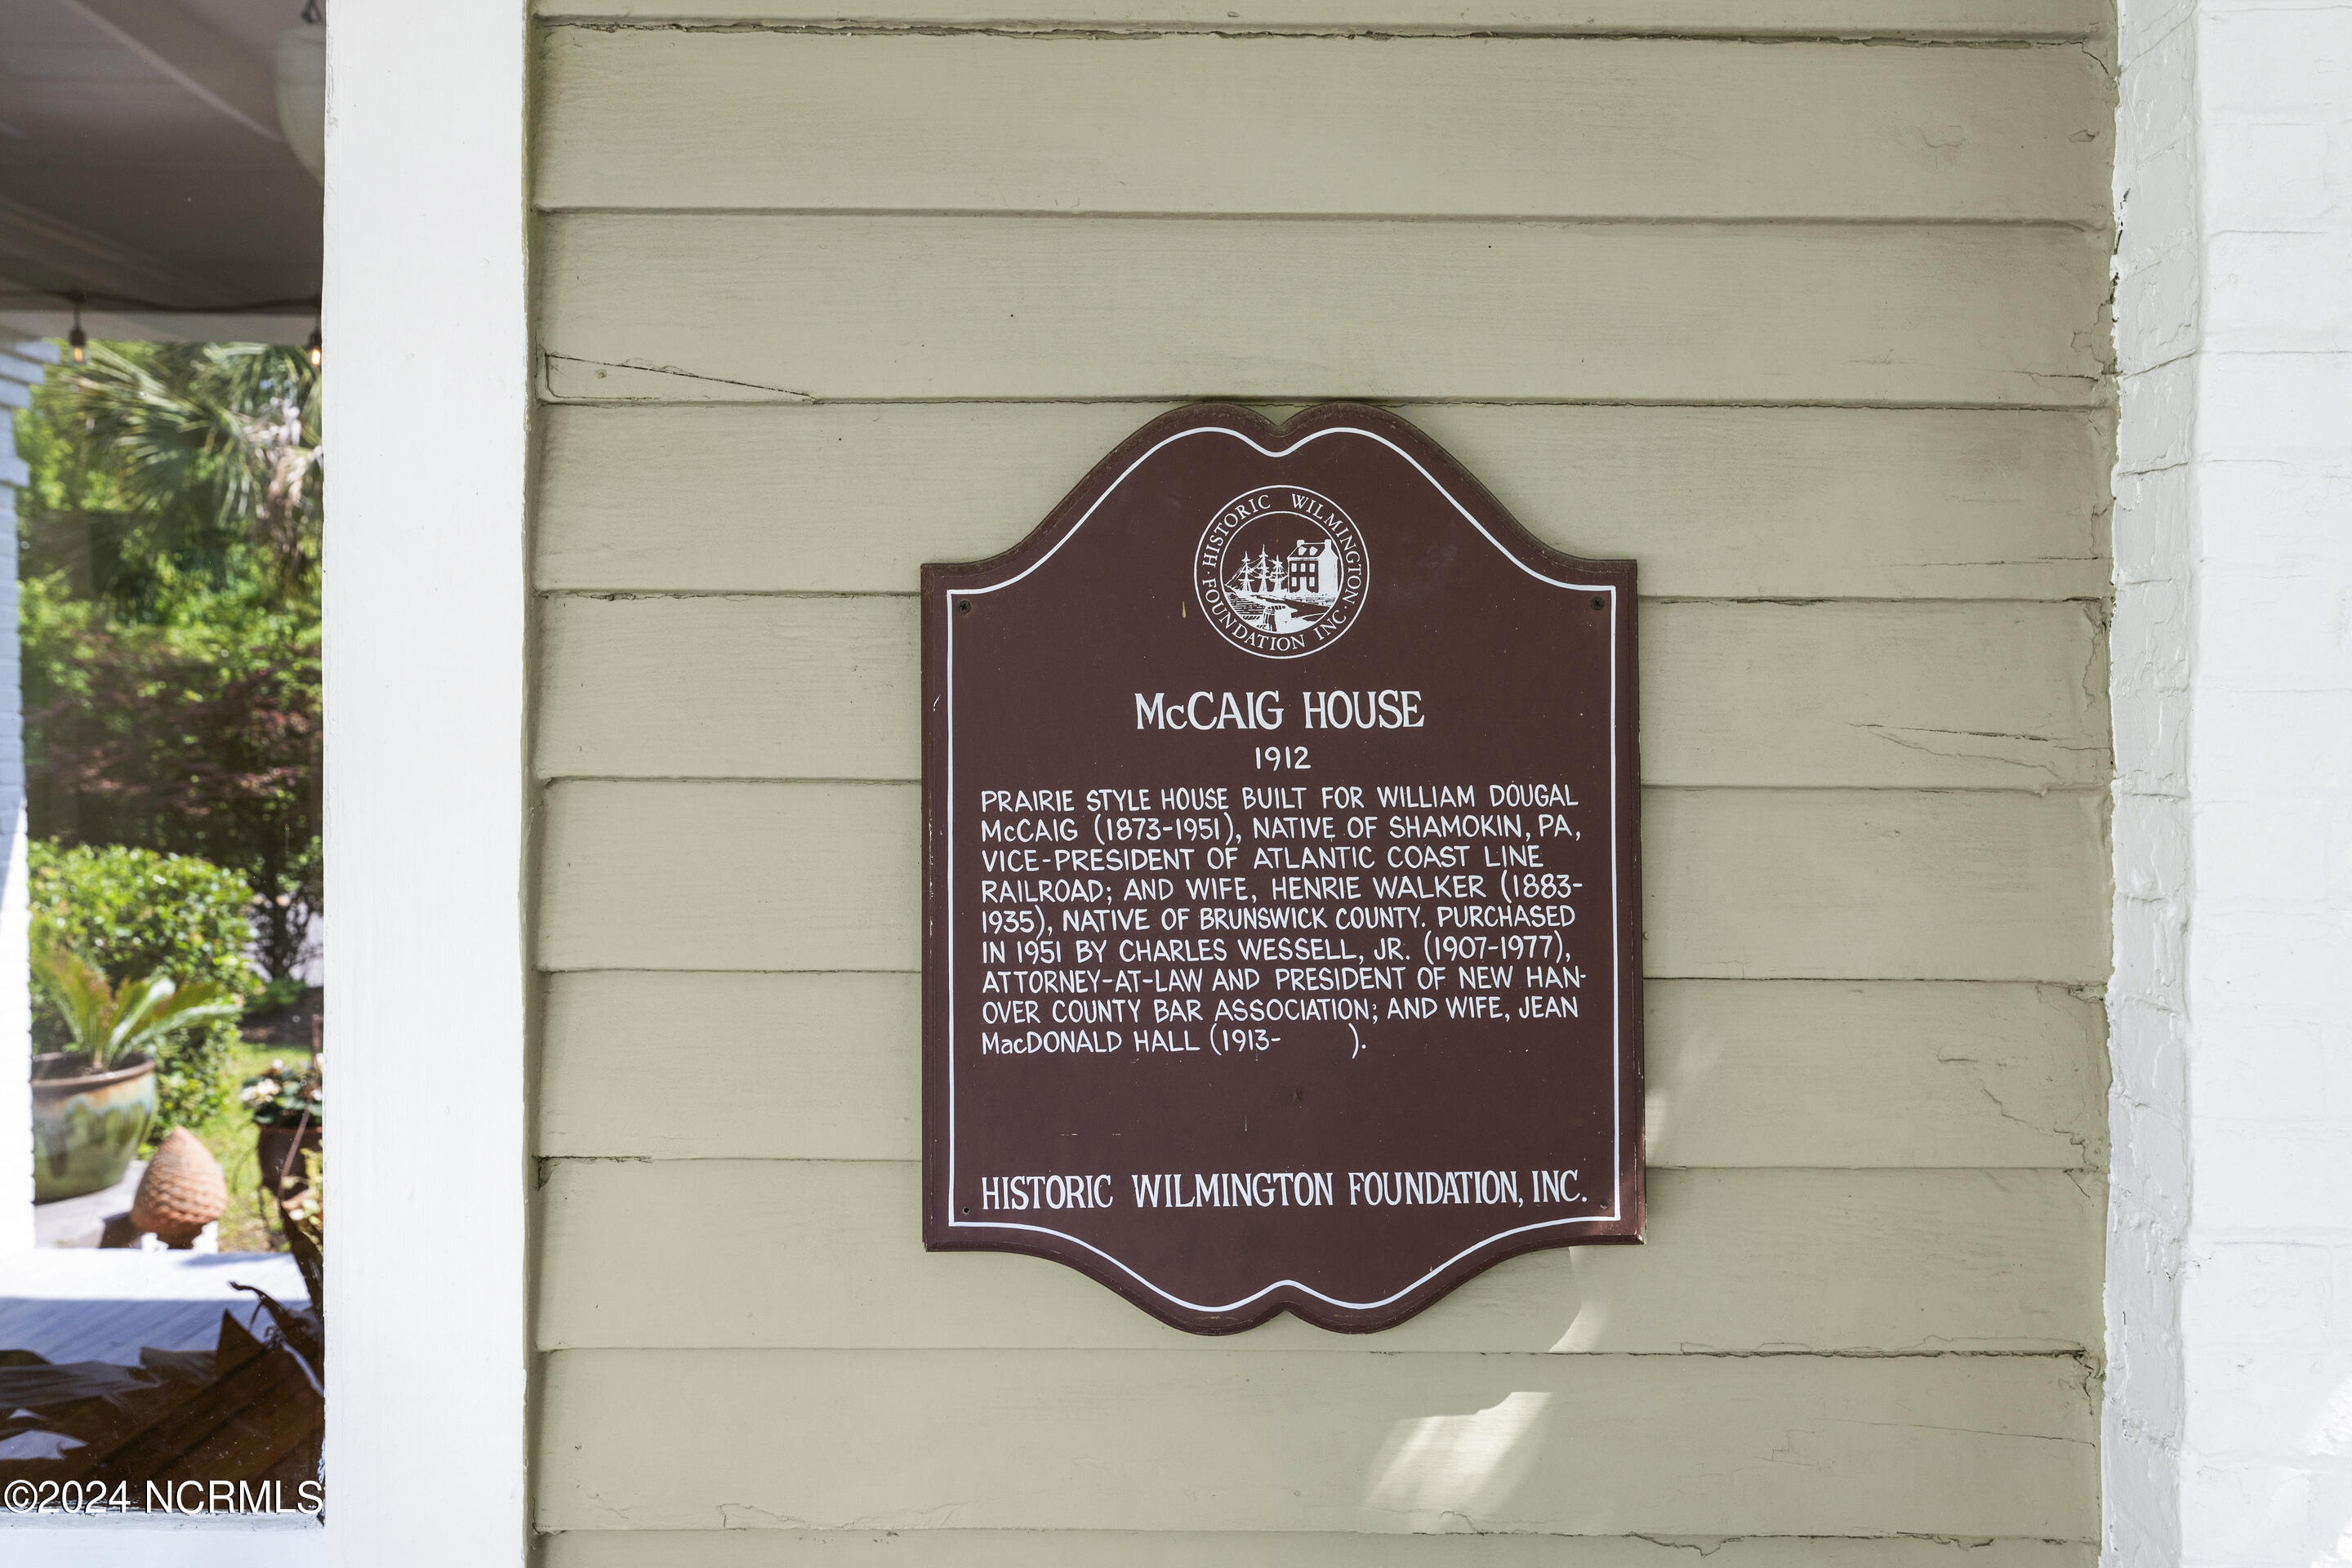 HISTORIC WILMINGTON
· FOUNDATION INC ·
McCAIG HOUSE
1912
PRAIRIE STYLE HOUSE BUILT FOR WILLIAM DOUGAL
McCAIG (1873-1951), NATIVE OF SHAMOKIN, PA,
VICE-PRESIDENT OF ATLANTIC COAST LINE
RAILROAD; AND WIFE, HENRIE WALKER (1883-
1935), NATIVE OF BRUNSWICK COUNTY. PURCHASED
IN 1951 BY CHARLES WESSELL, JR. (1907-1977),
ATTORNEY-AT-LAW AND PRESIDENT OF NEW HAN-
OVER COUNTY BAR ASSOCIATION; AND WIFE, JEAN
MacDONALD HALL (1913-      ).
HISTORIC WILMINGTON FOUNDATION, INC.
©2024 NCRMLS